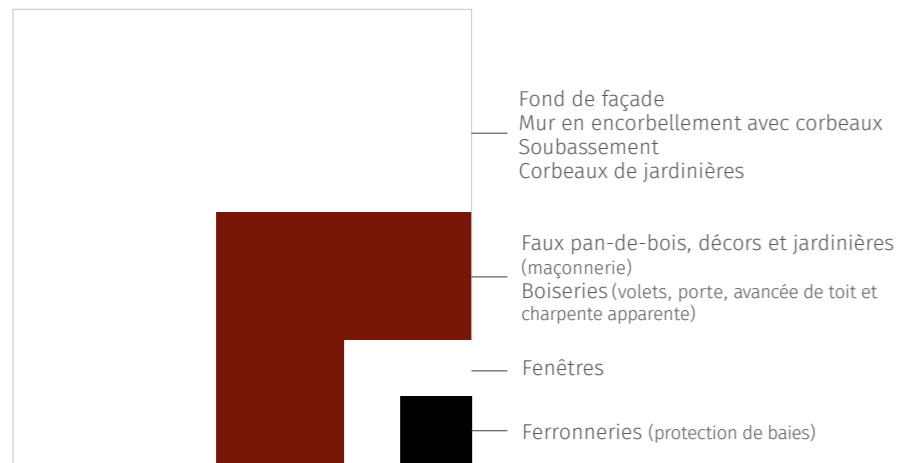 Fond de façade
Mur en encorbellement avec corbeaux
Soubassement
Corbeaux de jardinières
Faux pan-de-bois, décors et jardinières
(maçonnerie)
Boiseries (volets, porte, avancée de toit et
charpente apparente)
Fenêtres
Ferronneries (protection de baies)